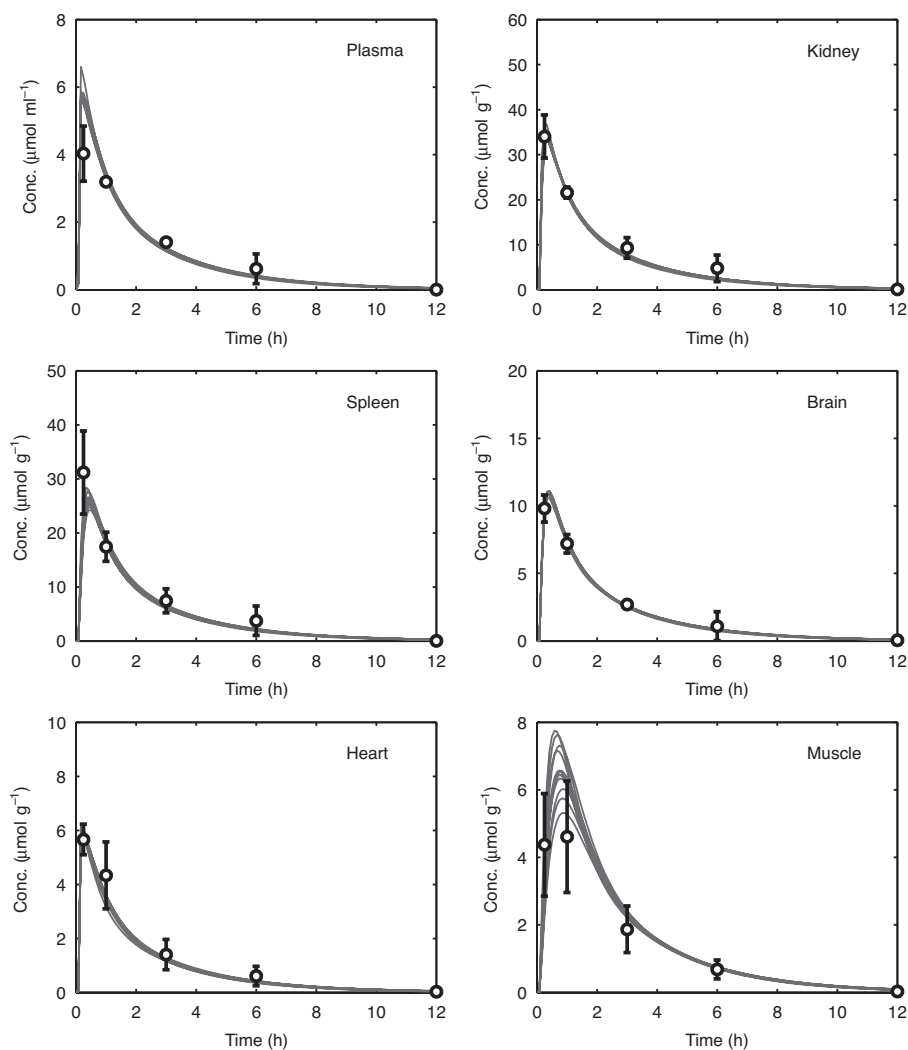 8
6
4
2
0
Conc. (μmol ml⁻¹)
Plasma
0 2 4 6 8 10 12
Time (h)
60
50
40
30
20
10
0
Conc. (μmol g⁻¹)
Kidney
0 2 4 6 8 10 12
Time (h)
50
40
30
20
10
0
Conc. (μmol g⁻¹)
Spleen
0 2 4 6 8 10 12
Time (h)
20
15
10
5
0
Conc. (μmol g⁻¹)
Brain
0 2 4 6 8 10 12
Time (h)
10
8
6
4
2
0
Conc. (μmol g⁻¹)
Heart
0 2 4 6 8 10 12
Time (h)
8
6
4
2
0
Conc. (μmol g⁻¹)
Muscle
0 2 4 6 8 10 12
Time (h)